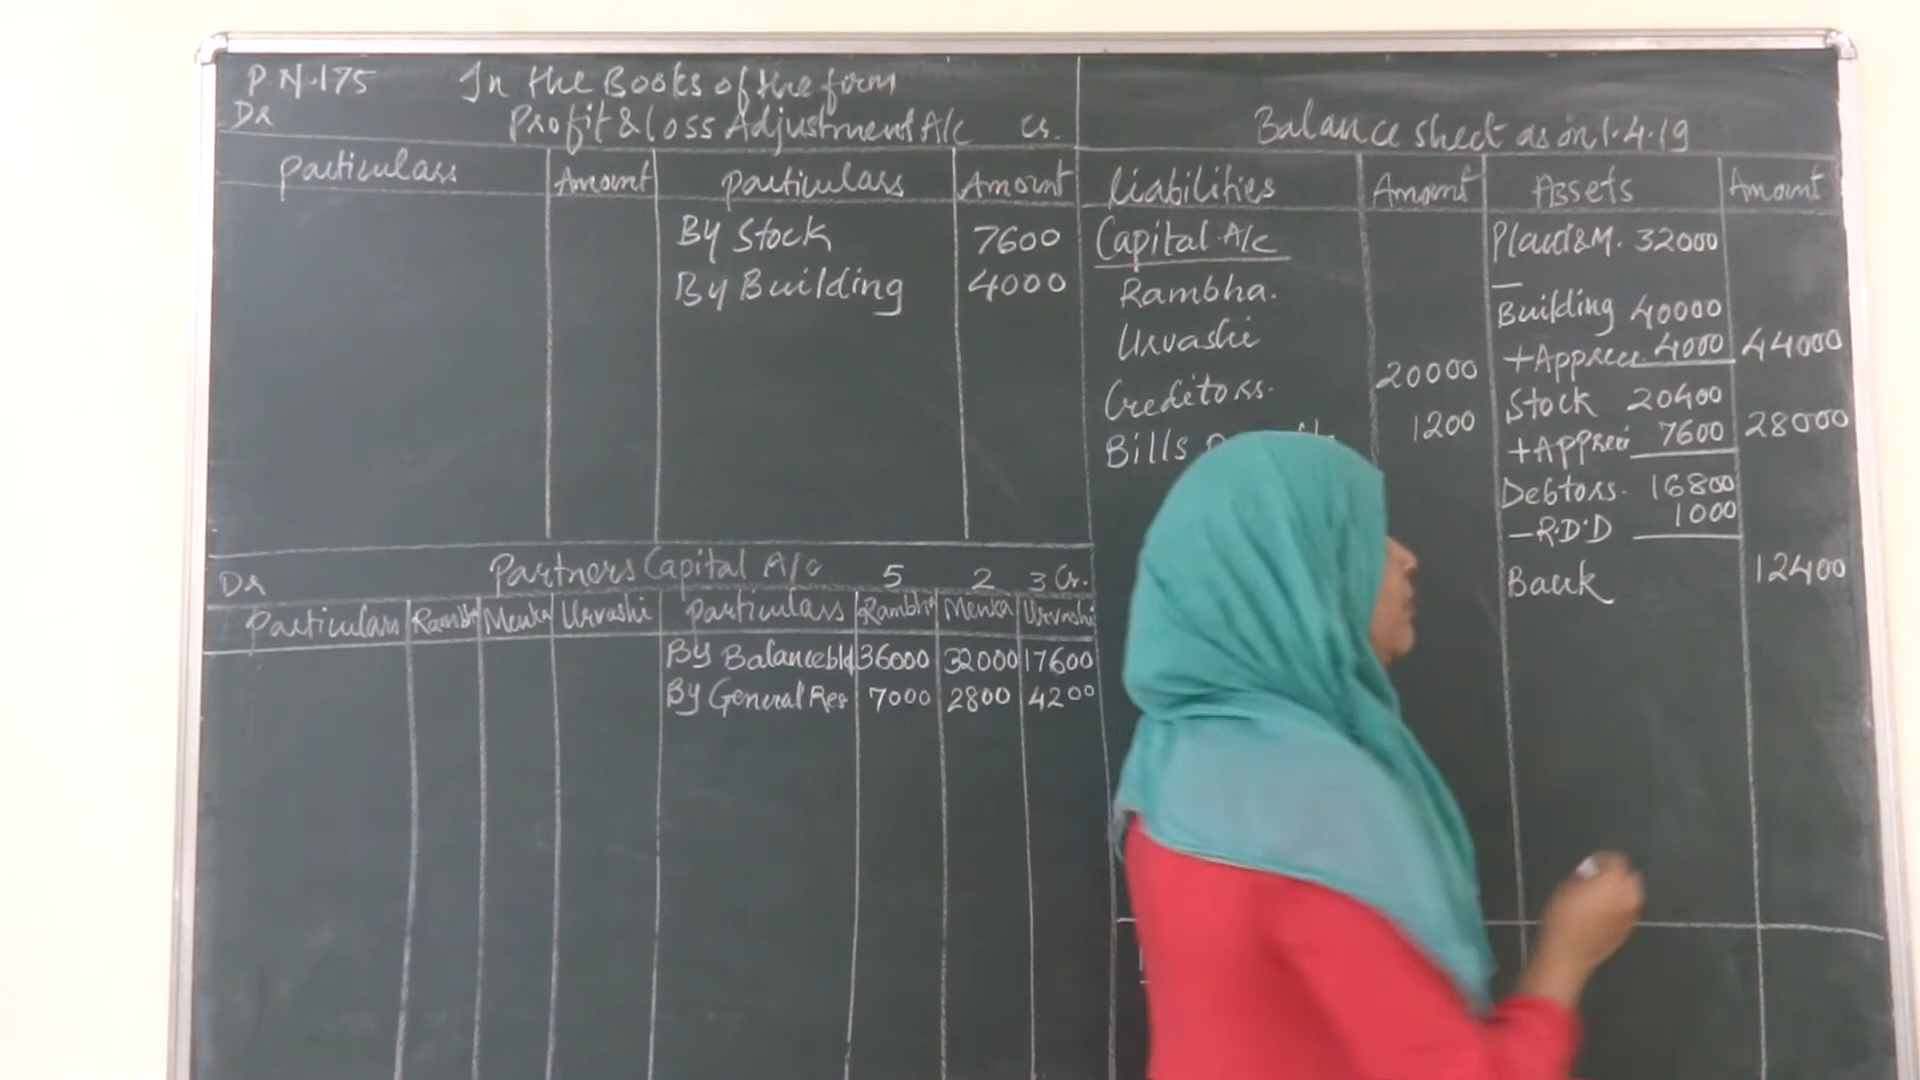 P.N.175 In the Books of the firm
Dr Profit & Loss Adjustment A/c Cr.
Particulars Amount Particulars Amount
By Stock 7600
By Building 4000
Dr Partners Capital A/c 5 2 3 Cr.
Particulars Rambha Menka Urvashi Particulars Rambha Menka Urvashi
By Balance b/d 36000 32000 17600
By General Res 7000 2800 4200
Balance sheet as on 1.4.19
Liabilities Amount Assets Amount
Capital A/c
Rambha.
Urvashi
Creditors. 20000
Bills 1200
Plant & M. 32000
Building 40000
+Apprec. 4000 44000
Stock 20400
+Appreci 7600 28000
Debtors. 16800
-R.D.D 1000
Bank 12400